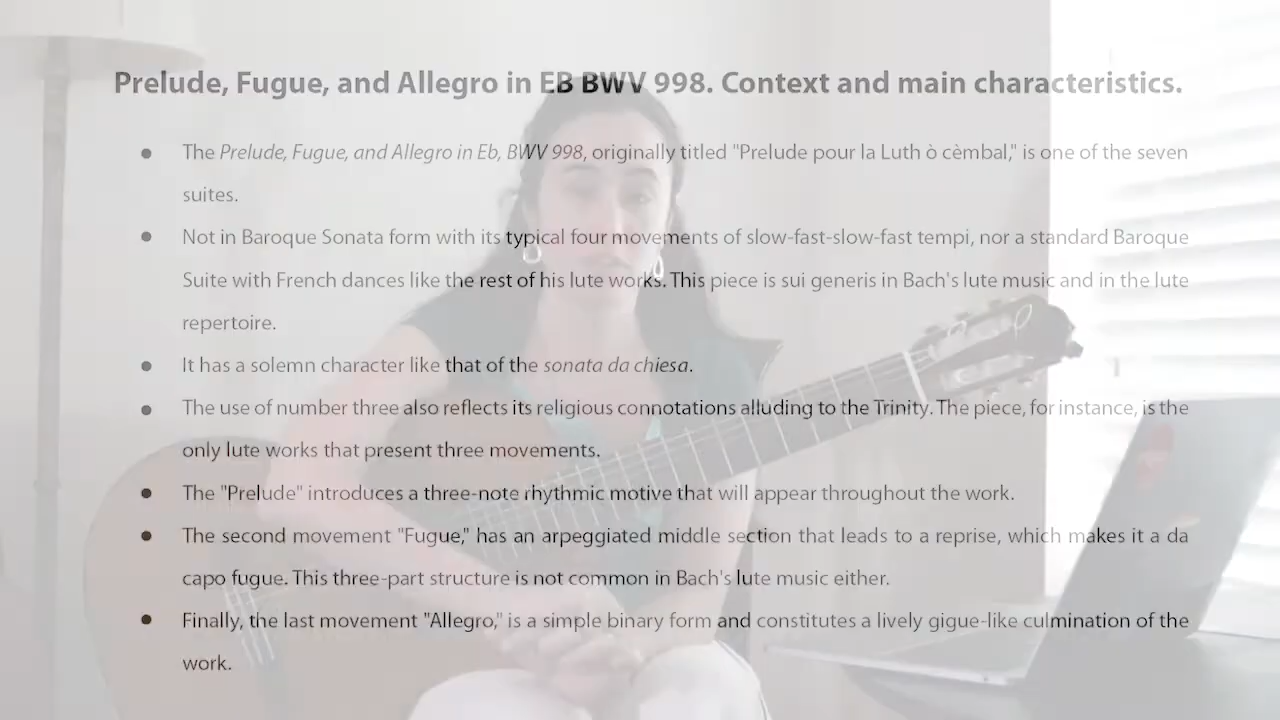 Prelude, Fugue, and Allegro in EB BWV 998. Context and main characteristics.
● The Prelude, Fugue, and Allegro in Eb, BWV 998, originally titled "Prelude pour la Luth ò cèmbal," is one of the seven
suites.
● Not in Baroque Sonata form with its typical four movements of slow-fast-slow-fast tempi, nor a standard Baroque
Suite with French dances like the rest of his lute works. This piece is sui generis in Bach's lute music and in the lute
repertoire.
● It has a solemn character like that of the sonata da chiesa.
● The use of number three also reflects its religious connotations alluding to the Trinity. The piece, for instance, is the
only lute works that present three movements.
● The "Prelude" introduces a three-note rhythmic motive that will appear throughout the work.
● The second movement "Fugue," has an arpeggiated middle section that leads to a reprise, which makes it a da
capo fugue. This three-part structure is not common in Bach's lute music either.
● Finally, the last movement "Allegro," is a simple binary form and constitutes a lively gigue-like culmination of the
work.